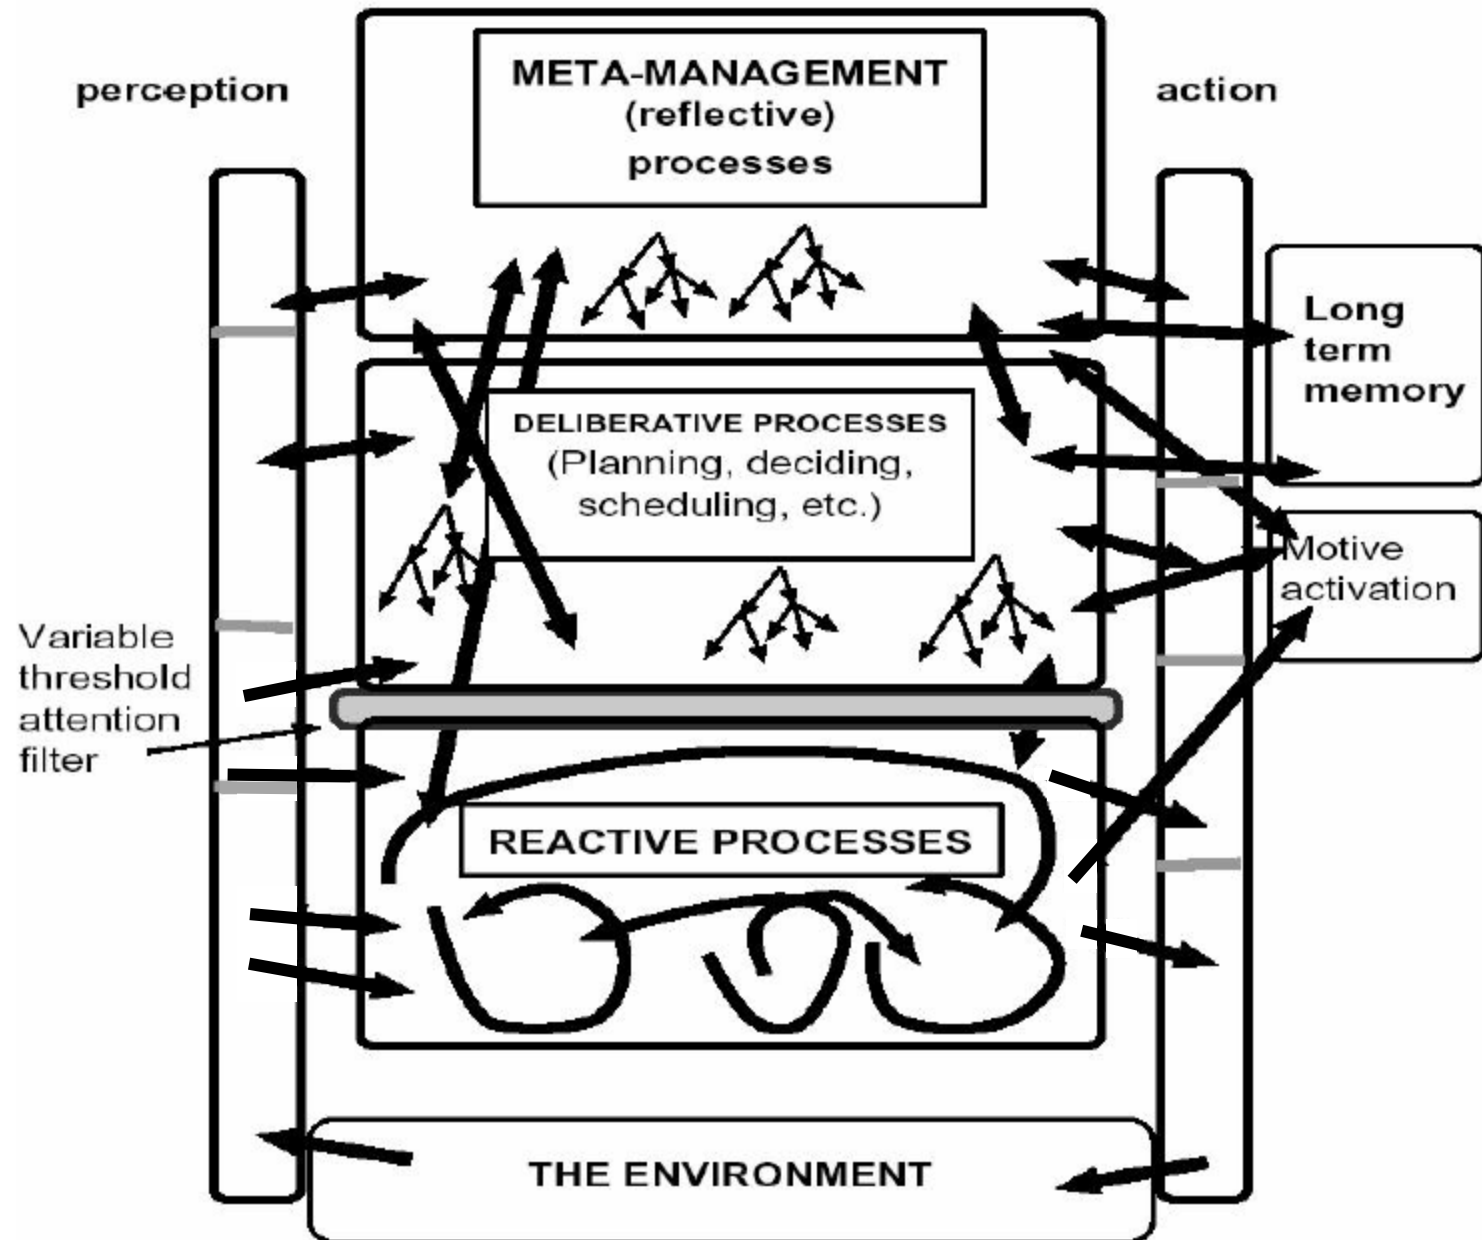 perception
META-MANAGEMENT
(reflective)
processes
action
Long
term
memory
DELIBERATIVE PROCESSES
(Planning, deciding,
scheduling, etc.)
Motive
activation
Variable
threshold
attention
filter
REACTIVE PROCESSES
THE ENVIRONMENT